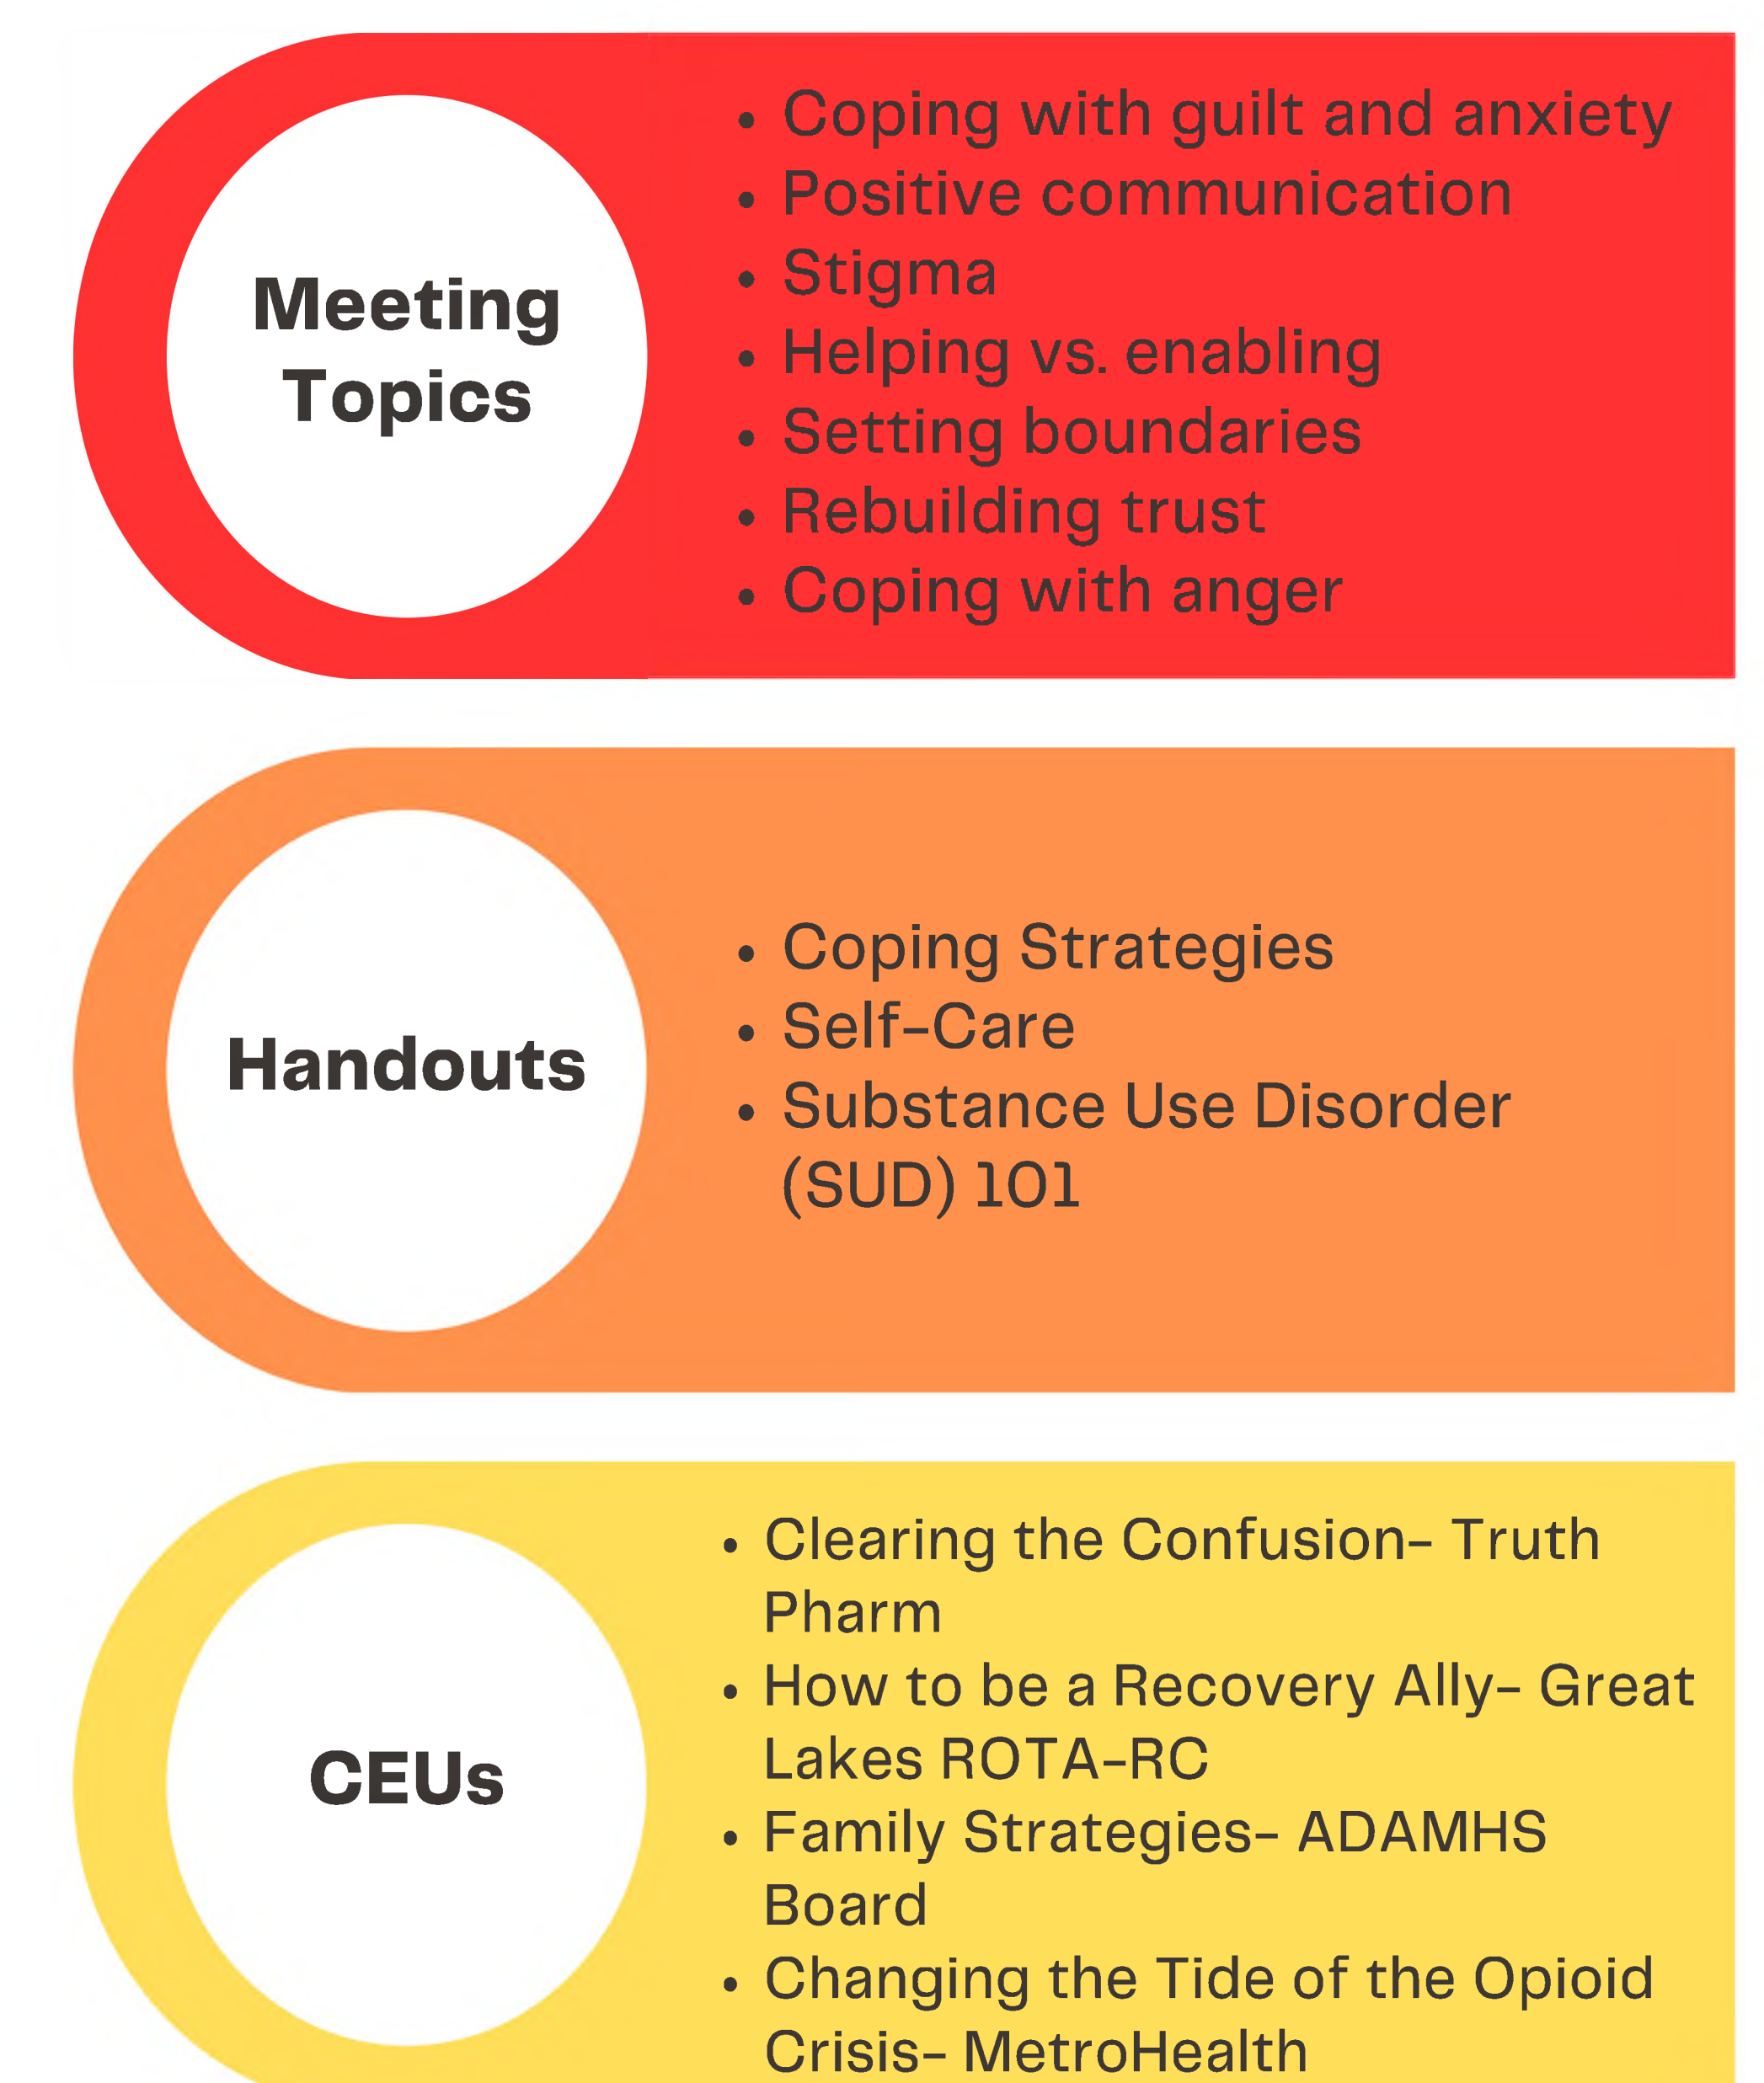 Meeting
Topics
• Coping with guilt and anxiety
• Positive communication
• Stigma
• Helping vs. enabling
• Setting boundaries
• Rebuilding trust
• Coping with anger
Handouts
• Coping Strategies
• Self-Care
• Substance Use Disorder
(SUD) 101
CEUs
• Clearing the Confusion- Truth
Pharm
• How to be a Recovery Ally- Great
Lakes ROTA-RC
• Family Strategies- ADAMHS
Board
• Changing the Tide of the Opioid
Crisis- MetroHealth